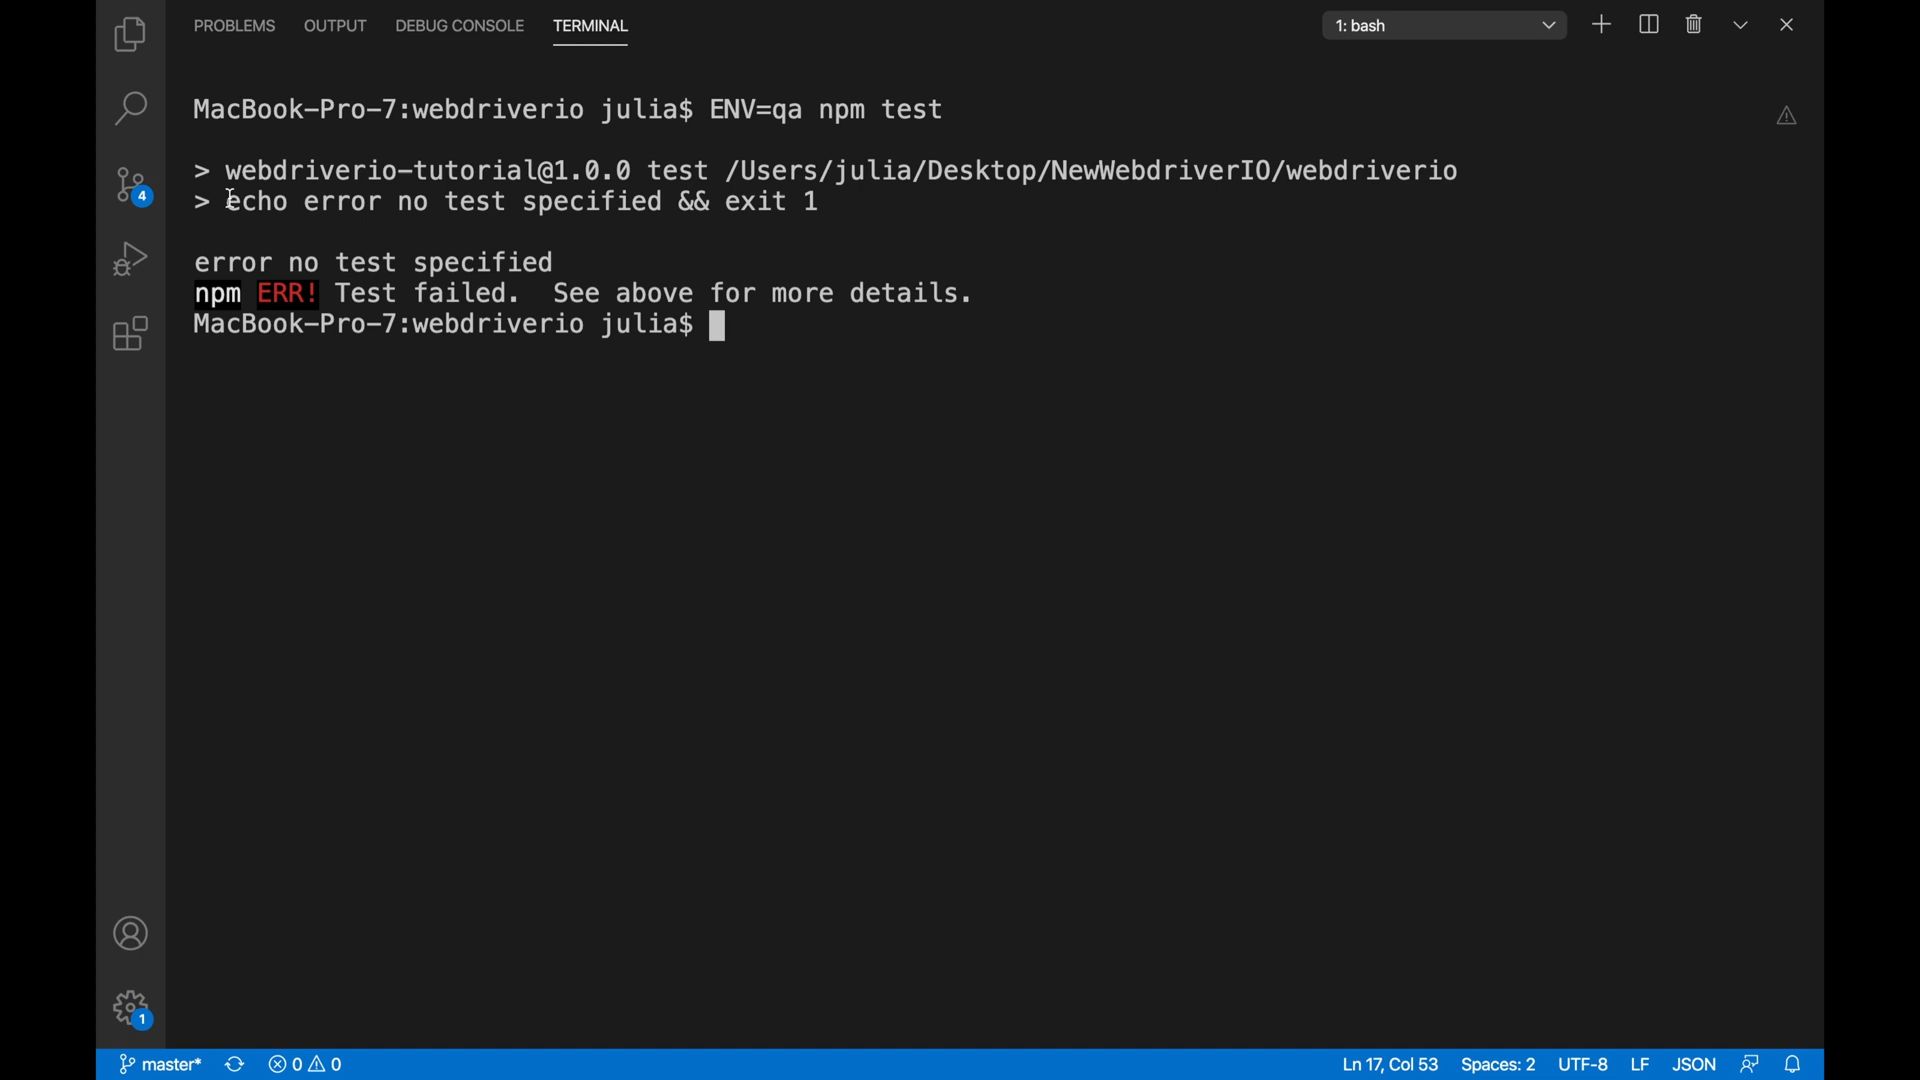 PROBLEMS OUTPUT DEBUG CONSOLE TERMINAL 1: bash
MacBook-Pro-7:webdriverio julia$ ENV=qa npm test
> webdriverio-tutorial@1.0.0 test /Users/julia/Desktop/NewWebdriverIO/webdriverio
> echo error no test specified && exit 1
error no test specified
npm ERR! Test failed.  See above for more details.
MacBook-Pro-7:webdriverio julia$
4
1
master* 0 0 Ln 17, Col 53 Spaces: 2 UTF-8 LF JSON